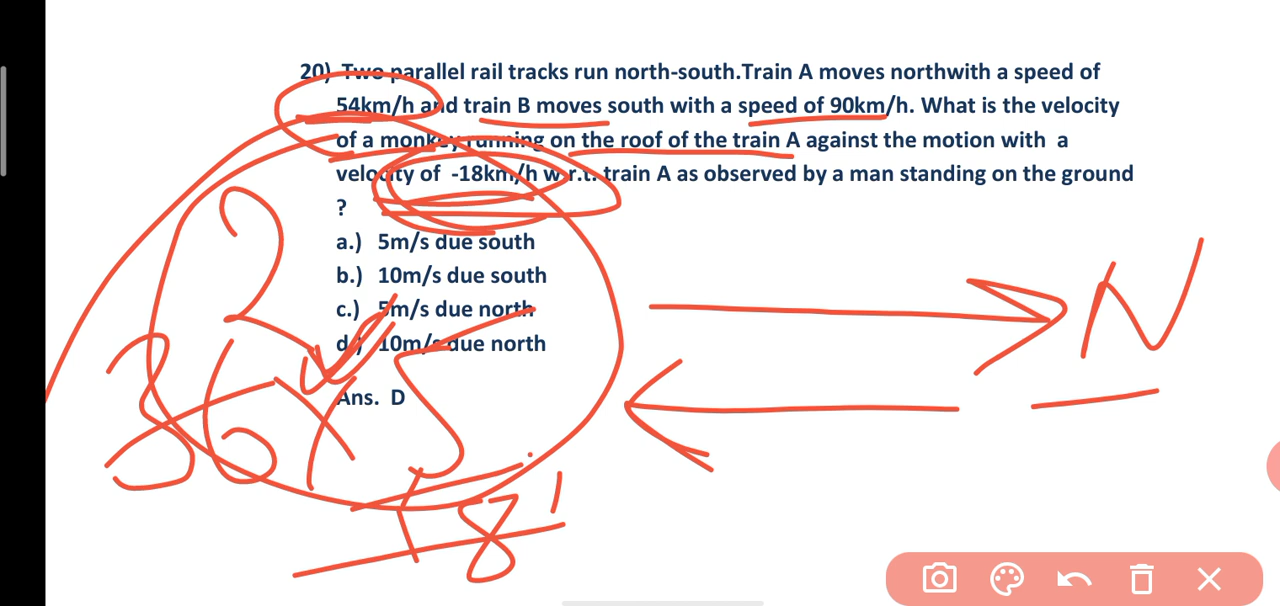 20) Two parallel rail tracks run north-south.Train A moves northwith a speed of
54km/h and train B moves south with a speed of 90km/h. What is the velocity
of a monkey running on the roof of the train A against the motion with a
velocity of -18km/h w.r.t. train A as observed by a man standing on the ground
?
a.) 5m/s due south
b.) 10m/s due south
c.) 5m/s due north
d.) 10m/s due north
Ans. D
N
2
36 x 5
18